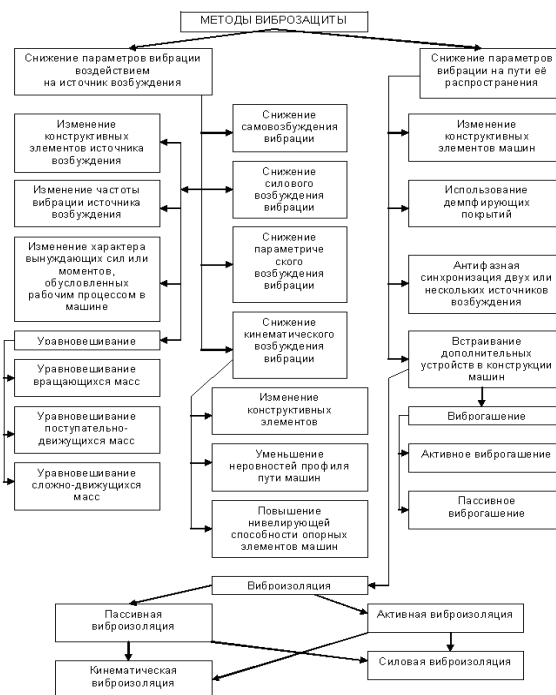 МЕТОДЫ ВИБРОЗАЩИТЫ
Снижение параметров вибрации
воздействием
на источник возбуждения
Снижение параметров
вибрации на пути её
распространения
Изменение
конструктивных
элементов источника
возбуждения
Изменение частоты
вибрации источника
возбуждения
Изменение характера
вынуждающих сил или
моментов,
обусловленных
рабочим процессом в
машине
Уравновешивание
Уравновешивание
вращающихся масс
Уравновешивание
поступательно-
движущихся масс
Уравновешивание
сложно-движущихся
масс
Снижение
самовозбуждения
вибрации
Снижение
силового
возбуждения
вибрации
Снижение
параметриче
ского
возбуждения
вибрации
Снижение
кинематического
возбуждения
вибрации
Изменение
конструктивных
элементов
Уменьшение
неровностей профиля
пути машин
Повышение
нивелирующей
способности опорных
элементов машин
Изменение
конструктивных
элементов машин
Использование
демпфирующих
покрытий
Антифазная
синхронизация двух или
нескольких источников
возбуждения
Встраивание
дополнительных
устройств в конструкции
машин
Виброгашение
Активное виброгашение
Пассивное
виброгашение
Виброизоляция
Пассивная
виброизоляция
Активная виброизоляция
Кинематическая
виброизоляция
Силовая виброизоляция